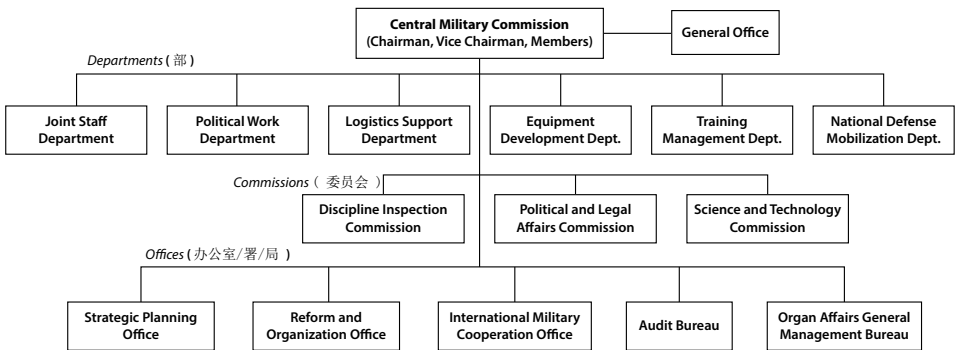 Central Military Commission
(Chairman, Vice Chairman, Members)
General Office
Departments ( 部 )
Joint Staff
Department
Political Work
Department
Logistics Support
Department
Equipment
Development Dept.
Training
Management Dept.
National Defense
Mobilization Dept.
Commissions ( 委员会 )
Discipline Inspection
Commission
Political and Legal
Affairs Commission
Science and Technology
Commission
Offices ( 办公室/署/局 )
Strategic Planning
Office
Reform and
Organization Office
International Military
Cooperation Office
Audit Bureau
Organ Affairs General
Management Bureau